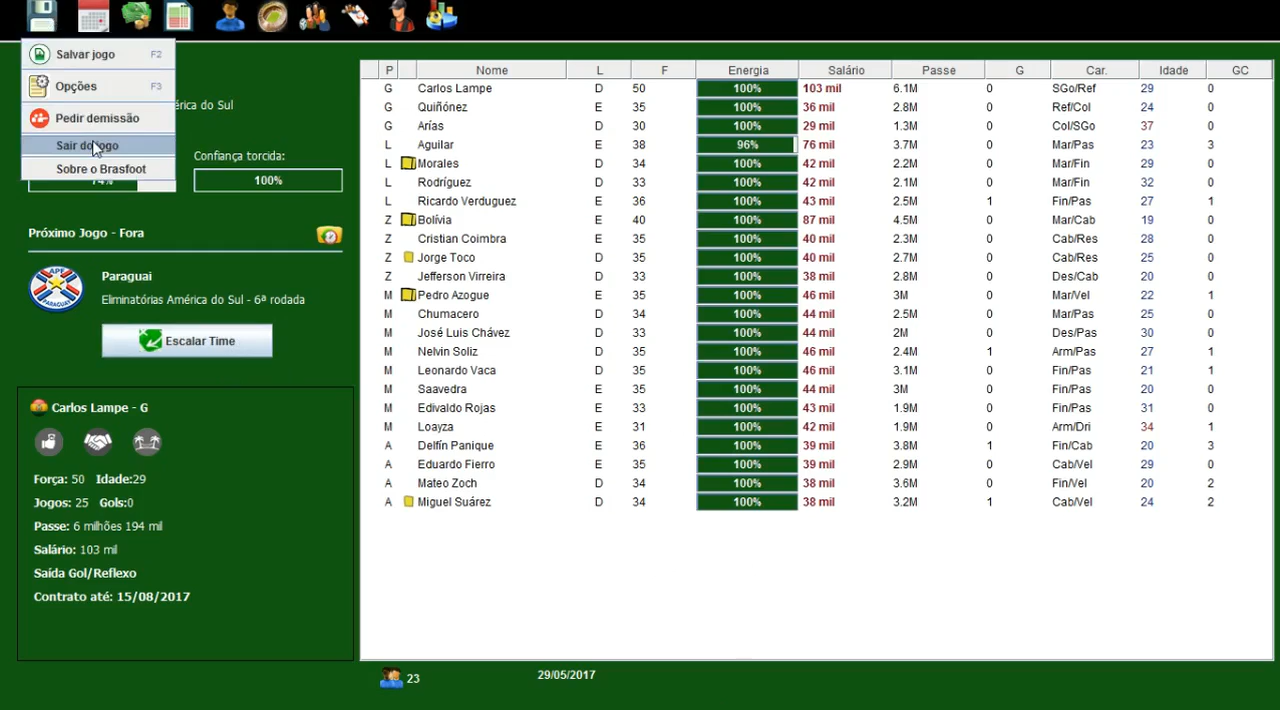 Salvar jogo F2
Opções F3
Pedir demissão
Sair do jogo
Sobre o Brasfoot
érica do Sul
Confiança torcida:
74%
100%
Próximo Jogo - Fora
APF
PARAGUAI
Paraguai
Eliminatórias América do Sul - 6ª rodada
Escalar Time
Carlos Lampe - G
Força: 50 Idade:29
Jogos: 25 Gols:0
Passe: 6 milhões 194 mil
Salário: 103 mil
Saída Gol/Reflexo
Contrato até: 15/08/2017
P Nome L F Energia Salário Passe G Car. Idade GC
G Carlos Lampe D 50 100% 103 mil 6.1M 0 SGo/Ref 29 0
G Quiñónez E 35 100% 36 mil 2.8M 0 Ref/Col 24 0
G Arías D 30 100% 29 mil 1.3M 0 Col/SGo 37 0
L Aguilar E 38 96% 76 mil 3.7M 0 Mar/Pas 23 3
L Morales D 34 100% 42 mil 2.2M 0 Mar/Fin 29 0
L Rodríguez D 33 100% 42 mil 2.1M 0 Mar/Fin 32 0
L Ricardo Verduguez E 36 100% 43 mil 2.5M 1 Fin/Pas 27 1
Z Bolívia E 40 100% 87 mil 4.5M 0 Mar/Cab 19 0
Z Cristian Coimbra E 35 100% 40 mil 2.3M 0 Cab/Res 28 0
Z Jorge Toco D 35 100% 40 mil 2.7M 0 Cab/Res 25 0
Z Jefferson Virreira D 33 100% 38 mil 2.8M 0 Des/Cab 20 0
M Pedro Azogue E 35 100% 46 mil 3M 0 Mar/Vel 22 1
M Chumacero D 34 100% 44 mil 2.5M 0 Mar/Pas 25 0
M José Luis Chávez D 33 100% 44 mil 2M 0 Des/Pas 30 0
M Nelvin Soliz D 35 100% 46 mil 2.4M 1 Arm/Pas 27 1
M Leonardo Vaca D 35 100% 46 mil 3.1M 0 Fin/Pas 21 1
M Saavedra E 35 100% 44 mil 3M 0 Fin/Pas 20 0
M Edivaldo Rojas E 33 100% 43 mil 1.9M 0 Fin/Pas 31 0
M Loayza E 31 100% 42 mil 1.9M 0 Arm/Dri 34 1
A Delfín Panique E 36 100% 39 mil 3.8M 1 Fin/Cab 20 3
A Eduardo Fierro E 35 100% 39 mil 2.9M 0 Cab/Vel 29 0
A Mateo Zoch D 34 100% 38 mil 3.6M 0 Fin/Vel 20 2
A Miguel Suárez D 34 100% 38 mil 3.2M 1 Cab/Vel 24 2
23
29/05/2017